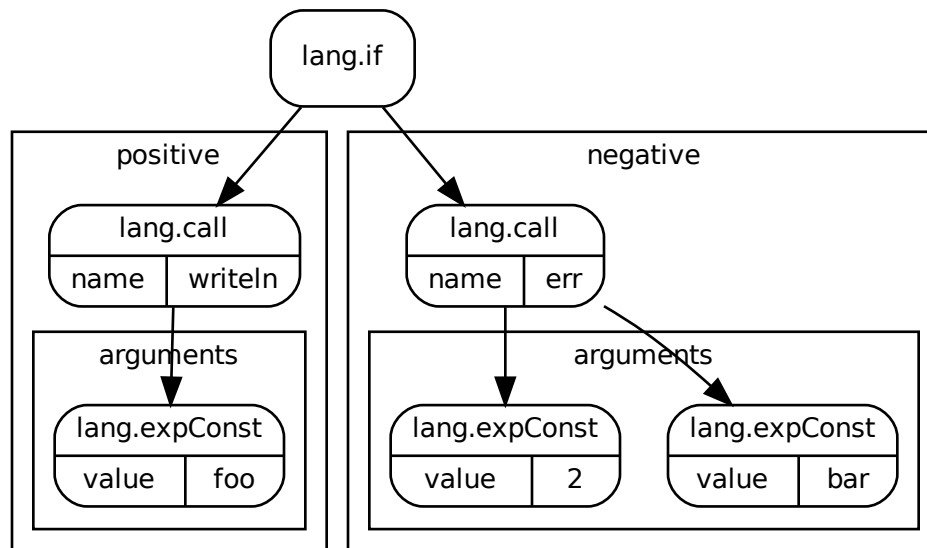 lang.if
positive
negative
lang.call
name writeln
lang.call
name err
arguments
arguments
lang.expConst
value foo
lang.expConst
value 2
lang.expConst
value bar